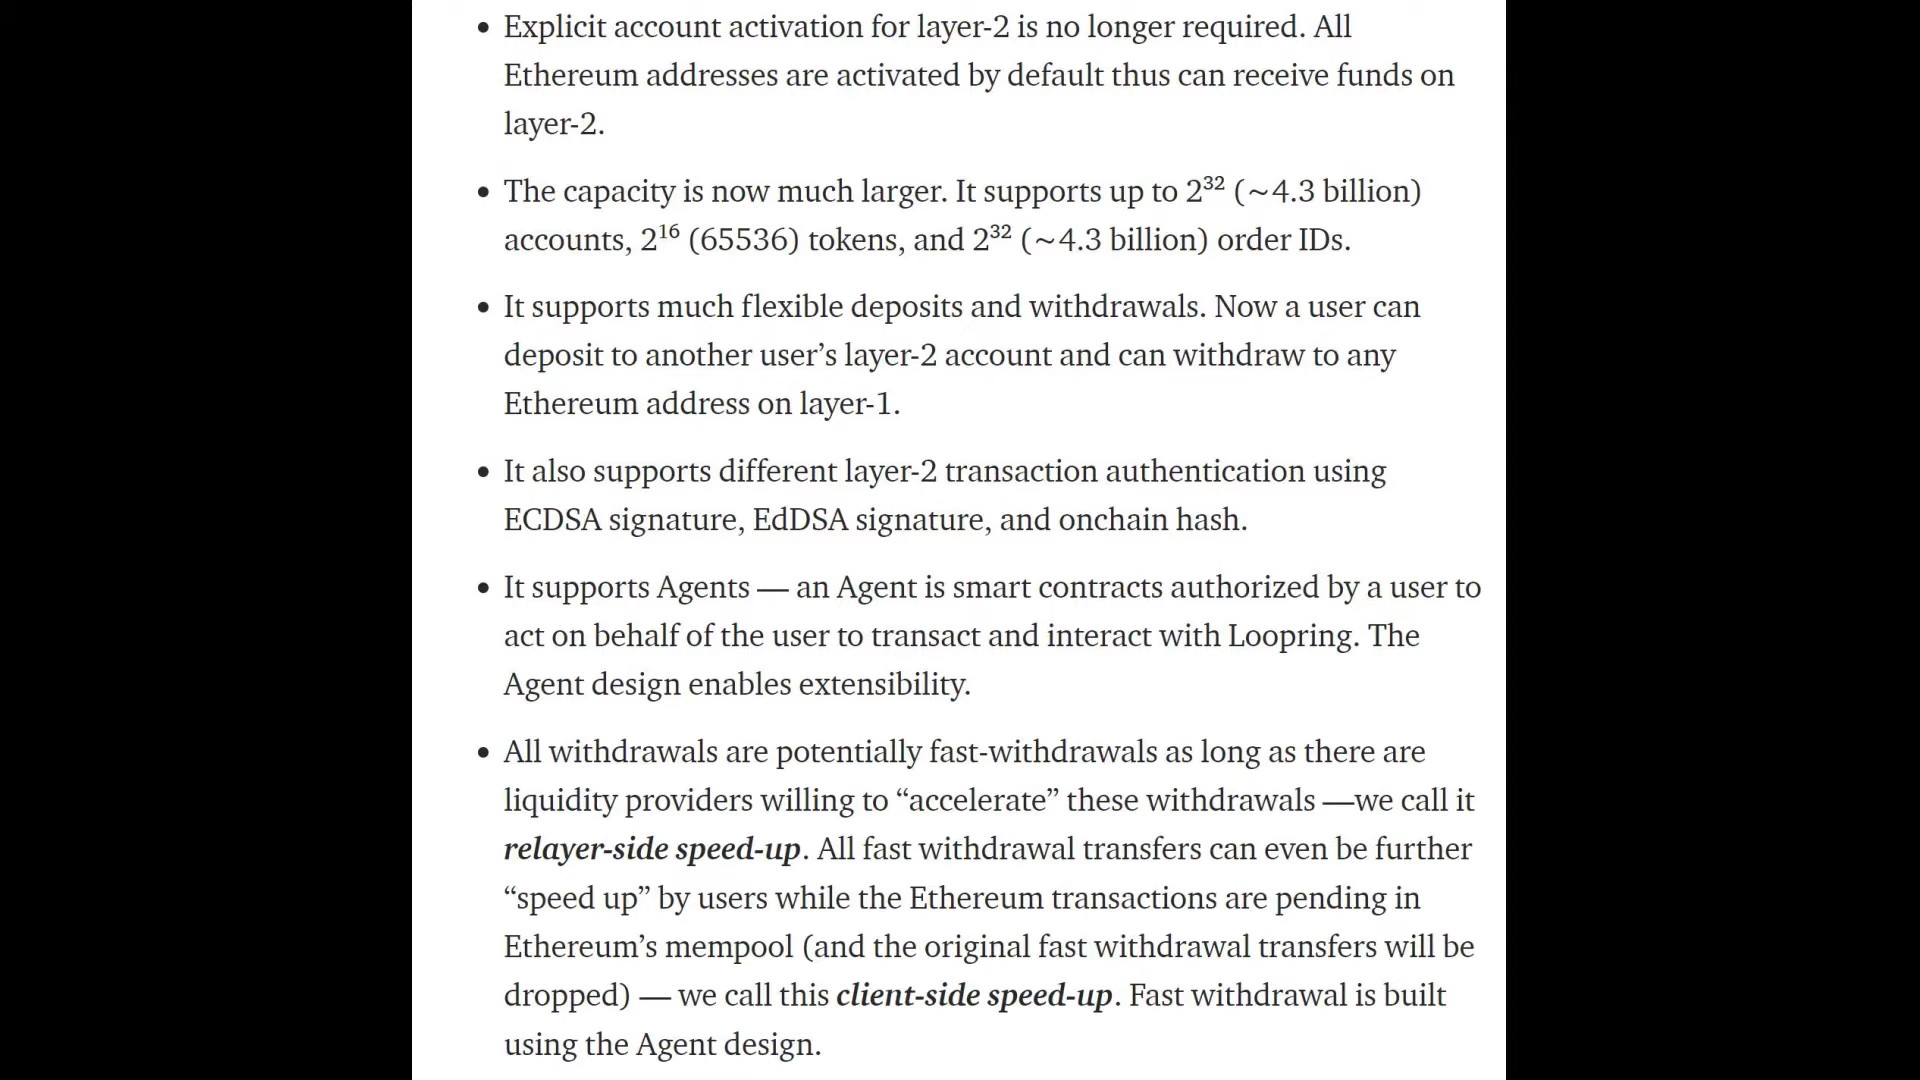 • Explicit account activation for layer-2 is no longer required. All
Ethereum addresses are activated by default thus can receive funds on
layer-2.
• The capacity is now much larger. It supports up to 2³² (~4.3 billion)
accounts, 2¹⁶ (65536) tokens, and 2³² (~4.3 billion) order IDs.
• It supports much flexible deposits and withdrawals. Now a user can
deposit to another user’s layer-2 account and can withdraw to any
Ethereum address on layer-1.
• It also supports different layer-2 transaction authentication using
ECDSA signature, EdDSA signature, and onchain hash.
• It supports Agents — an Agent is smart contracts authorized by a user to
act on behalf of the user to transact and interact with Loopring. The
Agent design enables extensibility.
• All withdrawals are potentially fast-withdrawals as long as there are
liquidity providers willing to “accelerate” these withdrawals —we call it
relayer-side speed-up. All fast withdrawal transfers can even be further
“speed up” by users while the Ethereum transactions are pending in
Ethereum’s mempool (and the original fast withdrawal transfers will be
dropped) — we call this client-side speed-up. Fast withdrawal is built
using the Agent design.